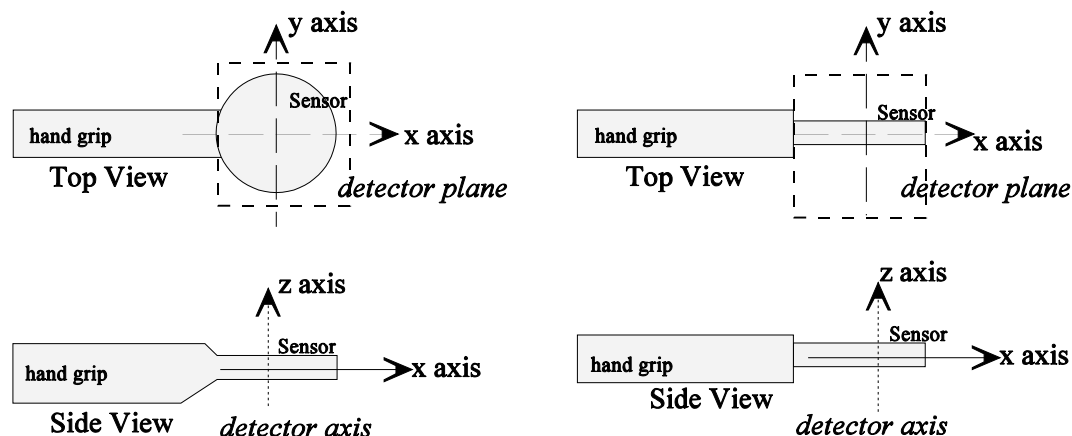 y axis
Sensor
hand grip
x axis
Top View
detector plane
z axis
Sensor
hand grip
x axis
Side View
detector axis
y axis
Sensor
hand grip
x axis
Top View
detector plane
z axis
Sensor
hand grip
x axis
Side View
detector axis